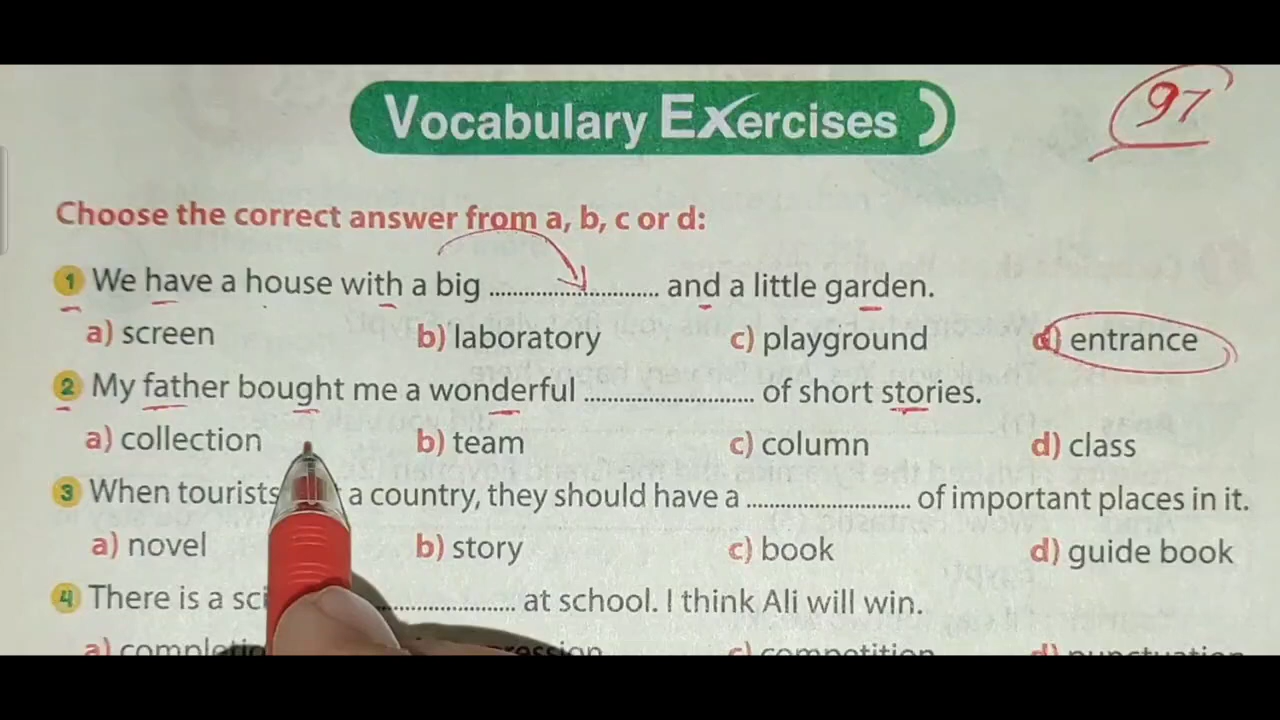 Vocabulary Exercises
97
Choose the correct answer from a, b, c or d:
1 We have a house with a big .............................. and a little garden.
a) screen b) laboratory c) playground d) entrance
2 My father bought me a wonderful .............................. of short stories.
a) collection b) team c) column d) class
3 When tourists a country, they should have a .............................. of important places in it.
a) novel b) story c) book d) guide book
4 There is a .............................. at school. I think Ali will win.
a) c) competition d) punctuation